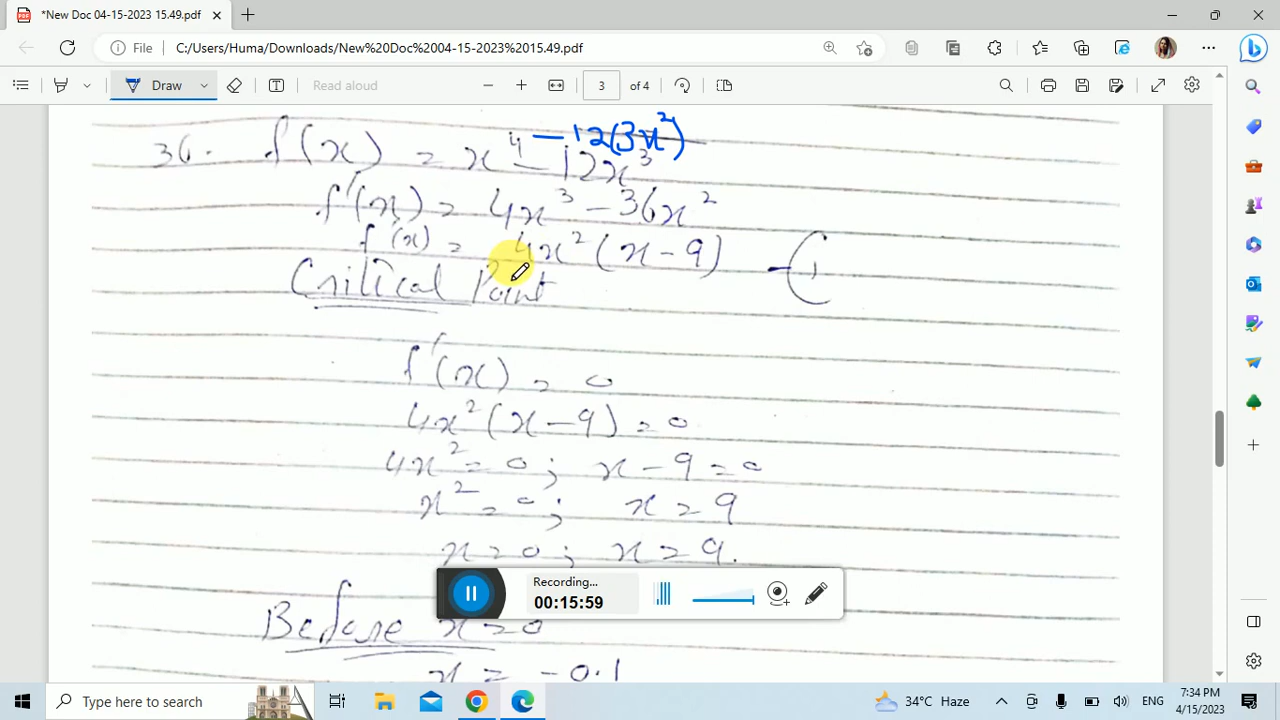 *New Doc 04-15-2023 15.49.pdf
File C:/Users/Huma/Downloads/New%20Doc%2004-15-2023%2015.49.pdf
Draw Read aloud 3 of 4
-12(3x²)
36. f(x) = x⁴ - 12x³
f'(x) = 4x³ - 36x²
f'(x) = 4x²(x-9)
Critical Point
f'(x) = 0
4x²(x-9) = 0
4x² = 0; x-9=0
x² = 0; x=9
x=0; x=9.
Recording...
00:15:59
Before x=0
x = -0.1
Type here to search
34°C Haze
ENG
7:34 PM
4/15/2023